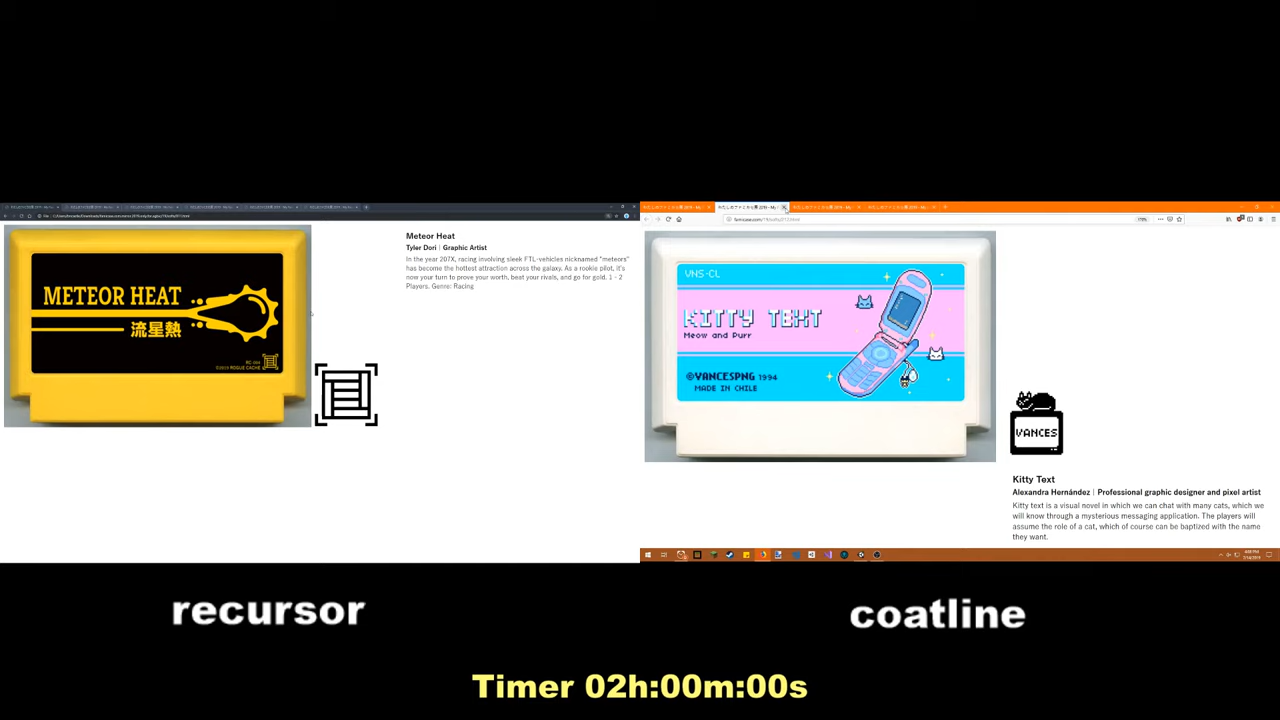 METEOR HEAT
流星熱
RC-004
©2019 ROGUE CACHE
Meteor Heat
Tyler Dori | Graphic Artist
In the year 207X, racing involving sleek FTL-vehicles nicknamed "meteors"
has become the hottest attraction across the galaxy. As a rookie pilot, it's
now your turn to prove your worth, beat your rivals, and go for gold. 1 - 2
Players. Genre: Racing
VNS-CL
KITTY TEXT
Meow and Purr
©VANCESPNG 1994
MADE IN CHILE
VANCES
Kitty Text
Alexandra Hernández | Professional graphic designer and pixel artist
Kitty text is a visual novel in which we can chat with many cats, which we
will know through a mysterious messaging application. The players will
assume the role of a cat, which of course can be baptized with the name
they want.
recursor
coatline
Timer 02h:00m:00s